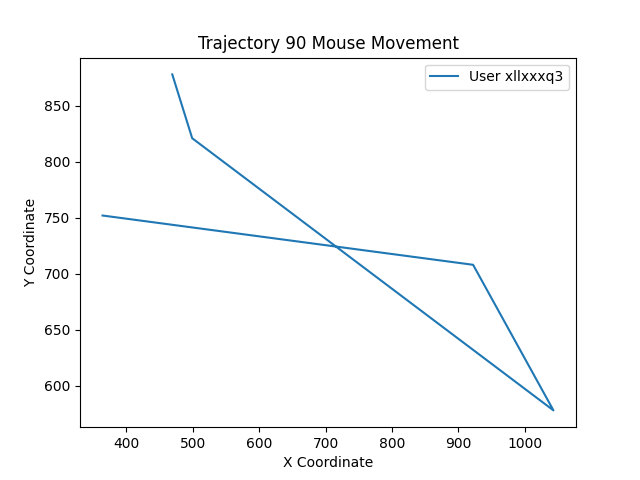 Trajectory 90 Mouse Movement
User xllxxxq3
Y Coordinate
850
800
750
700
650
600
400 500 600 700 800 900 1000
X Coordinate